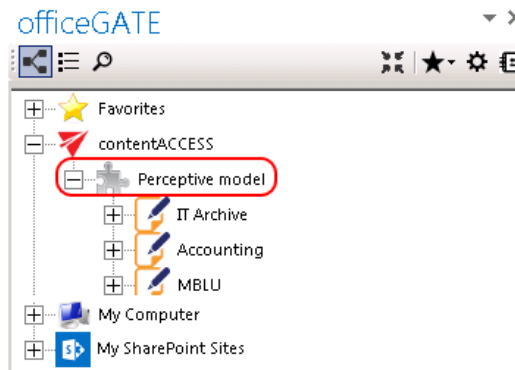 officeGATE
Favorites
contentACCESS
Perceptive model
IT Archive
Accounting
MBLU
My Computer
My SharePoint Sites